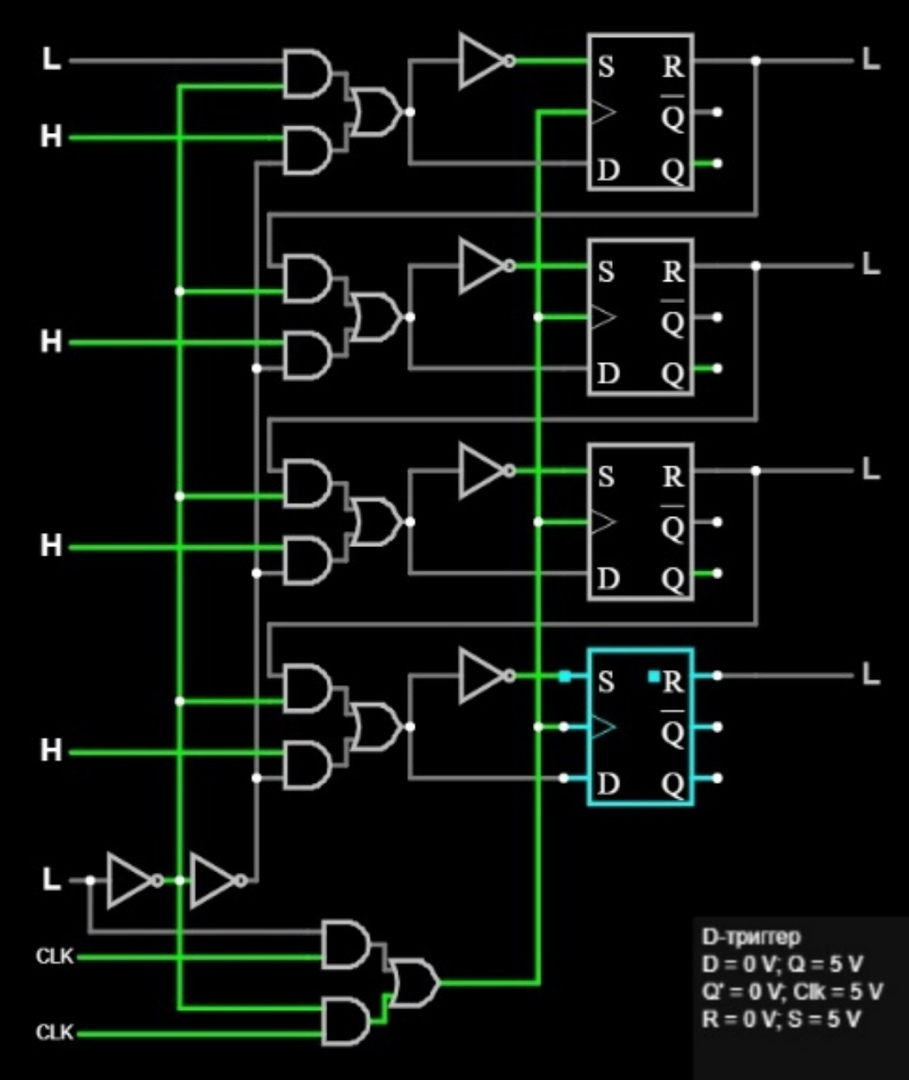 L
S R L
Q
H
D Q
S R L
Q
H
D Q
S R L
Q
H
D Q
S R L
Q
H
D Q
L
D-триггер
CLK
D = 0 V; Q = 5 V
Q' = 0 V; Clk = 5 V
R = 0 V; S = 5 V
CLK